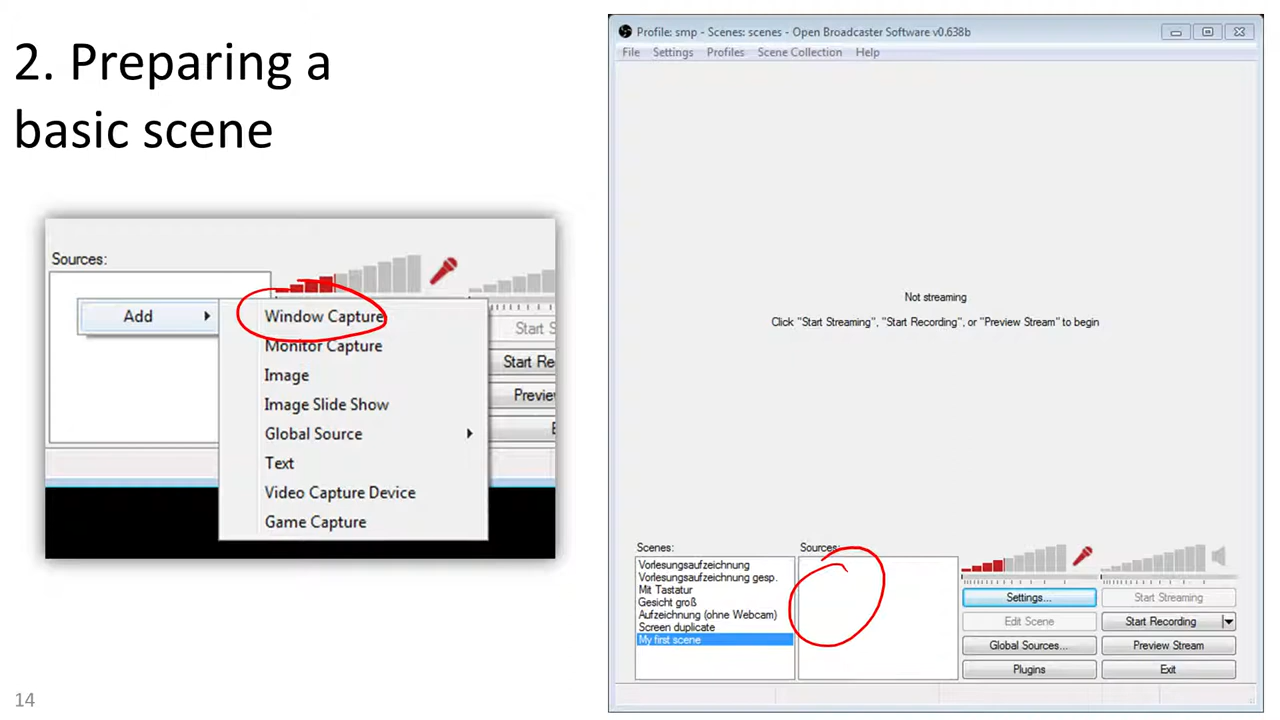 2. Preparing a
basic scene
Sources:
Add
Window Capture
Monitor Capture
Image
Image Slide Show
Global Source
Text
Video Capture Device
Game Capture
Start S
Start Re
Preview
E
14
Profile: smp - Scenes: scenes - Open Broadcaster Software v0.638b
File Settings Profiles Scene Collection Help
Not streaming
Click "Start Streaming", "Start Recording", or "Preview Stream" to begin
Scenes:
Vorlesungsaufzeichnung
Vorlesungsaufzeichnung gesp.
Mit Tastatur
Gesicht groß
Aufzeichnung (ohne Webcam)
Screen duplicate
My first scene
Sources:
Settings... Start Streaming
Edit Scene Start Recording
Global Sources... Preview Stream
Plugins Exit